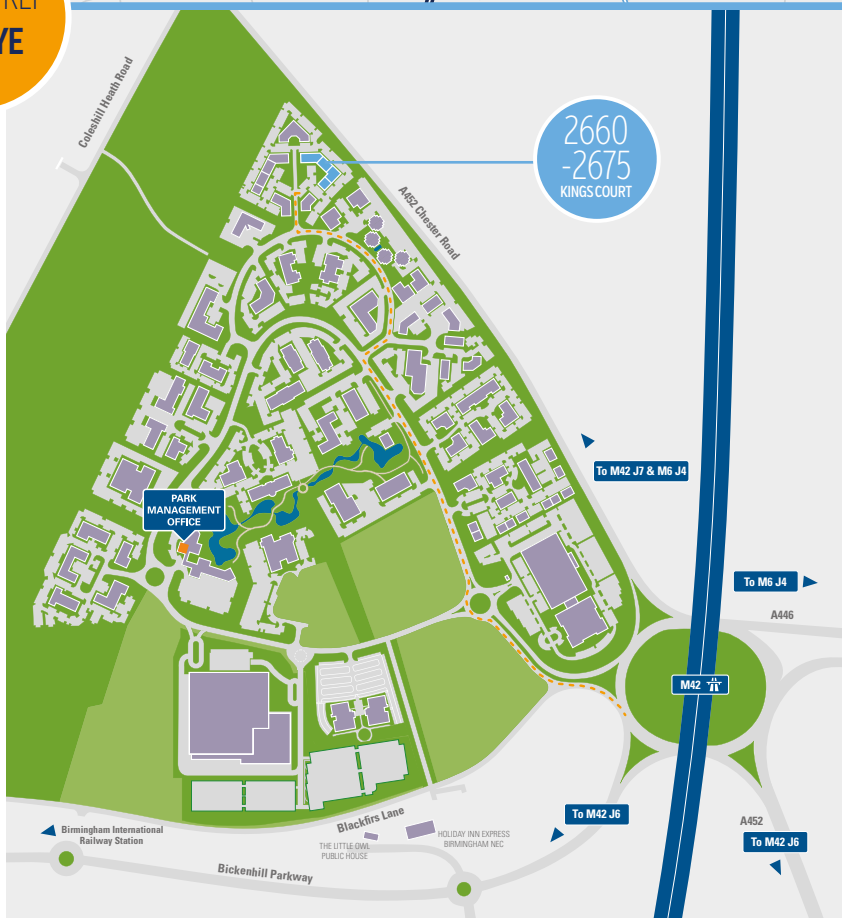 YE
Coleshill Heath Road
2660
-2675
KINGS COURT
A452 Chester Road
To M42 J7 & M6 J4
PARK
MANAGEMENT
OFFICE
To M6 J4
A446
M42
To M42 J6
A452
To M42 J6
Birmingham International
Railway Station
Blackfirs Lane
THE LITTLE OWL
PUBLIC HOUSE
HOLIDAY INN EXPRESS
BIRMINGHAM NEC
Bickenhill Parkway